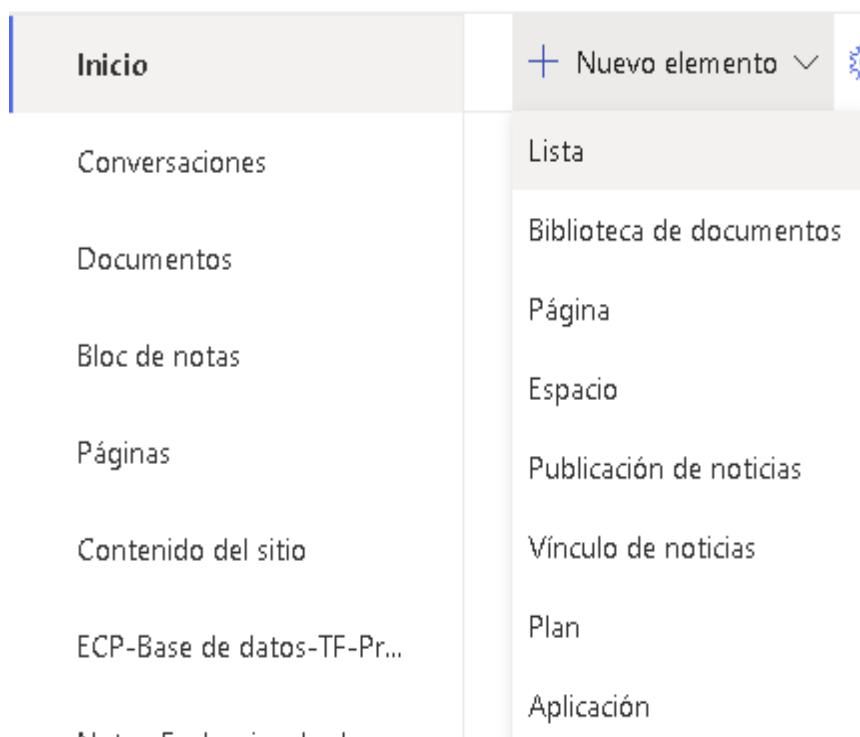 Inicio
Conversaciones
Documentos
Bloc de notas
Páginas
Contenido del sitio
ECP-Base de datos-TF-Pr...
Nuevo elemento
Lista
Biblioteca de documentos
Página
Espacio
Publicación de noticias
Vínculo de noticias
Plan
Aplicación